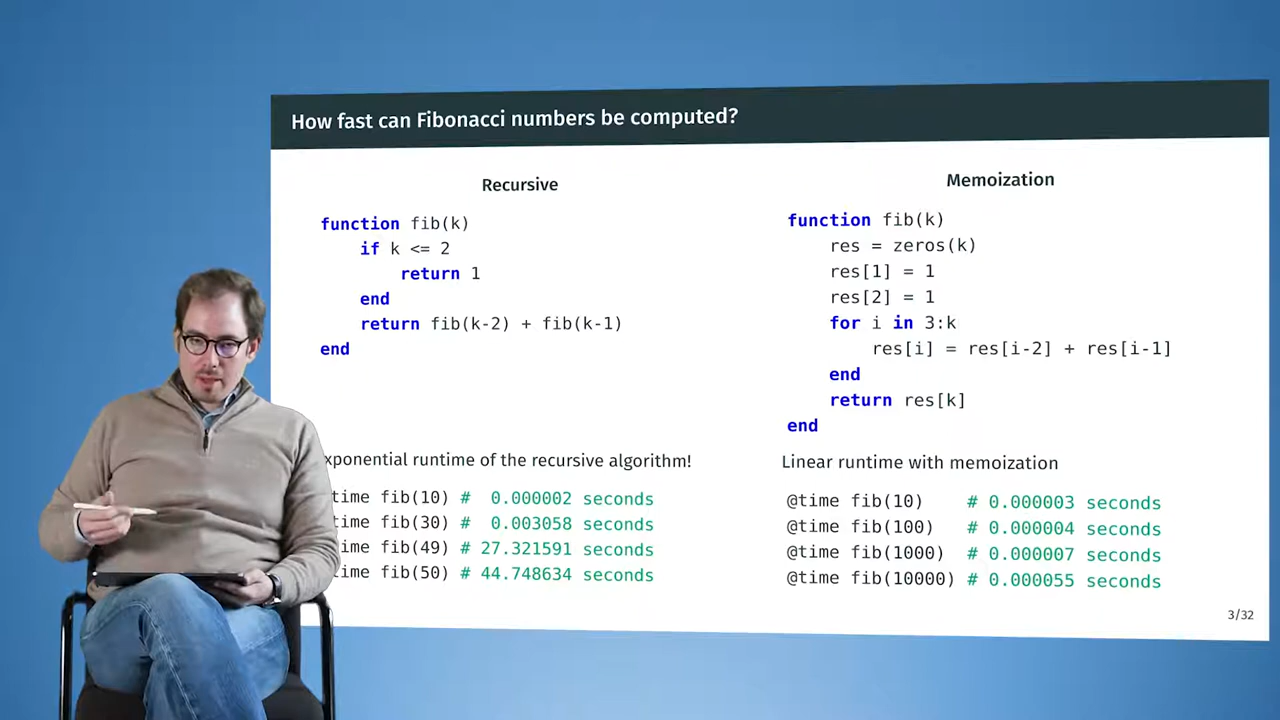 How fast can Fibonacci numbers be computed?
Recursive
function fib(k)
if k <= 2
return 1
end
return fib(k-2) + fib(k-1)
end
xponential runtime of the recursive algorithm!
time fib(10) # 0.000002 seconds
time fib(30) # 0.003058 seconds
ime fib(49) # 27.321591 seconds
time fib(50) # 44.748634 seconds
Memoization
function fib(k)
res = zeros(k)
res[1] = 1
res[2] = 1
for i in 3:k
res[i] = res[i-2] + res[i-1]
end
return res[k]
end
Linear runtime with memoization
@time fib(10) # 0.000003 seconds
@time fib(100) # 0.000004 seconds
@time fib(1000) # 0.000007 seconds
@time fib(10000) # 0.000055 seconds
3/32